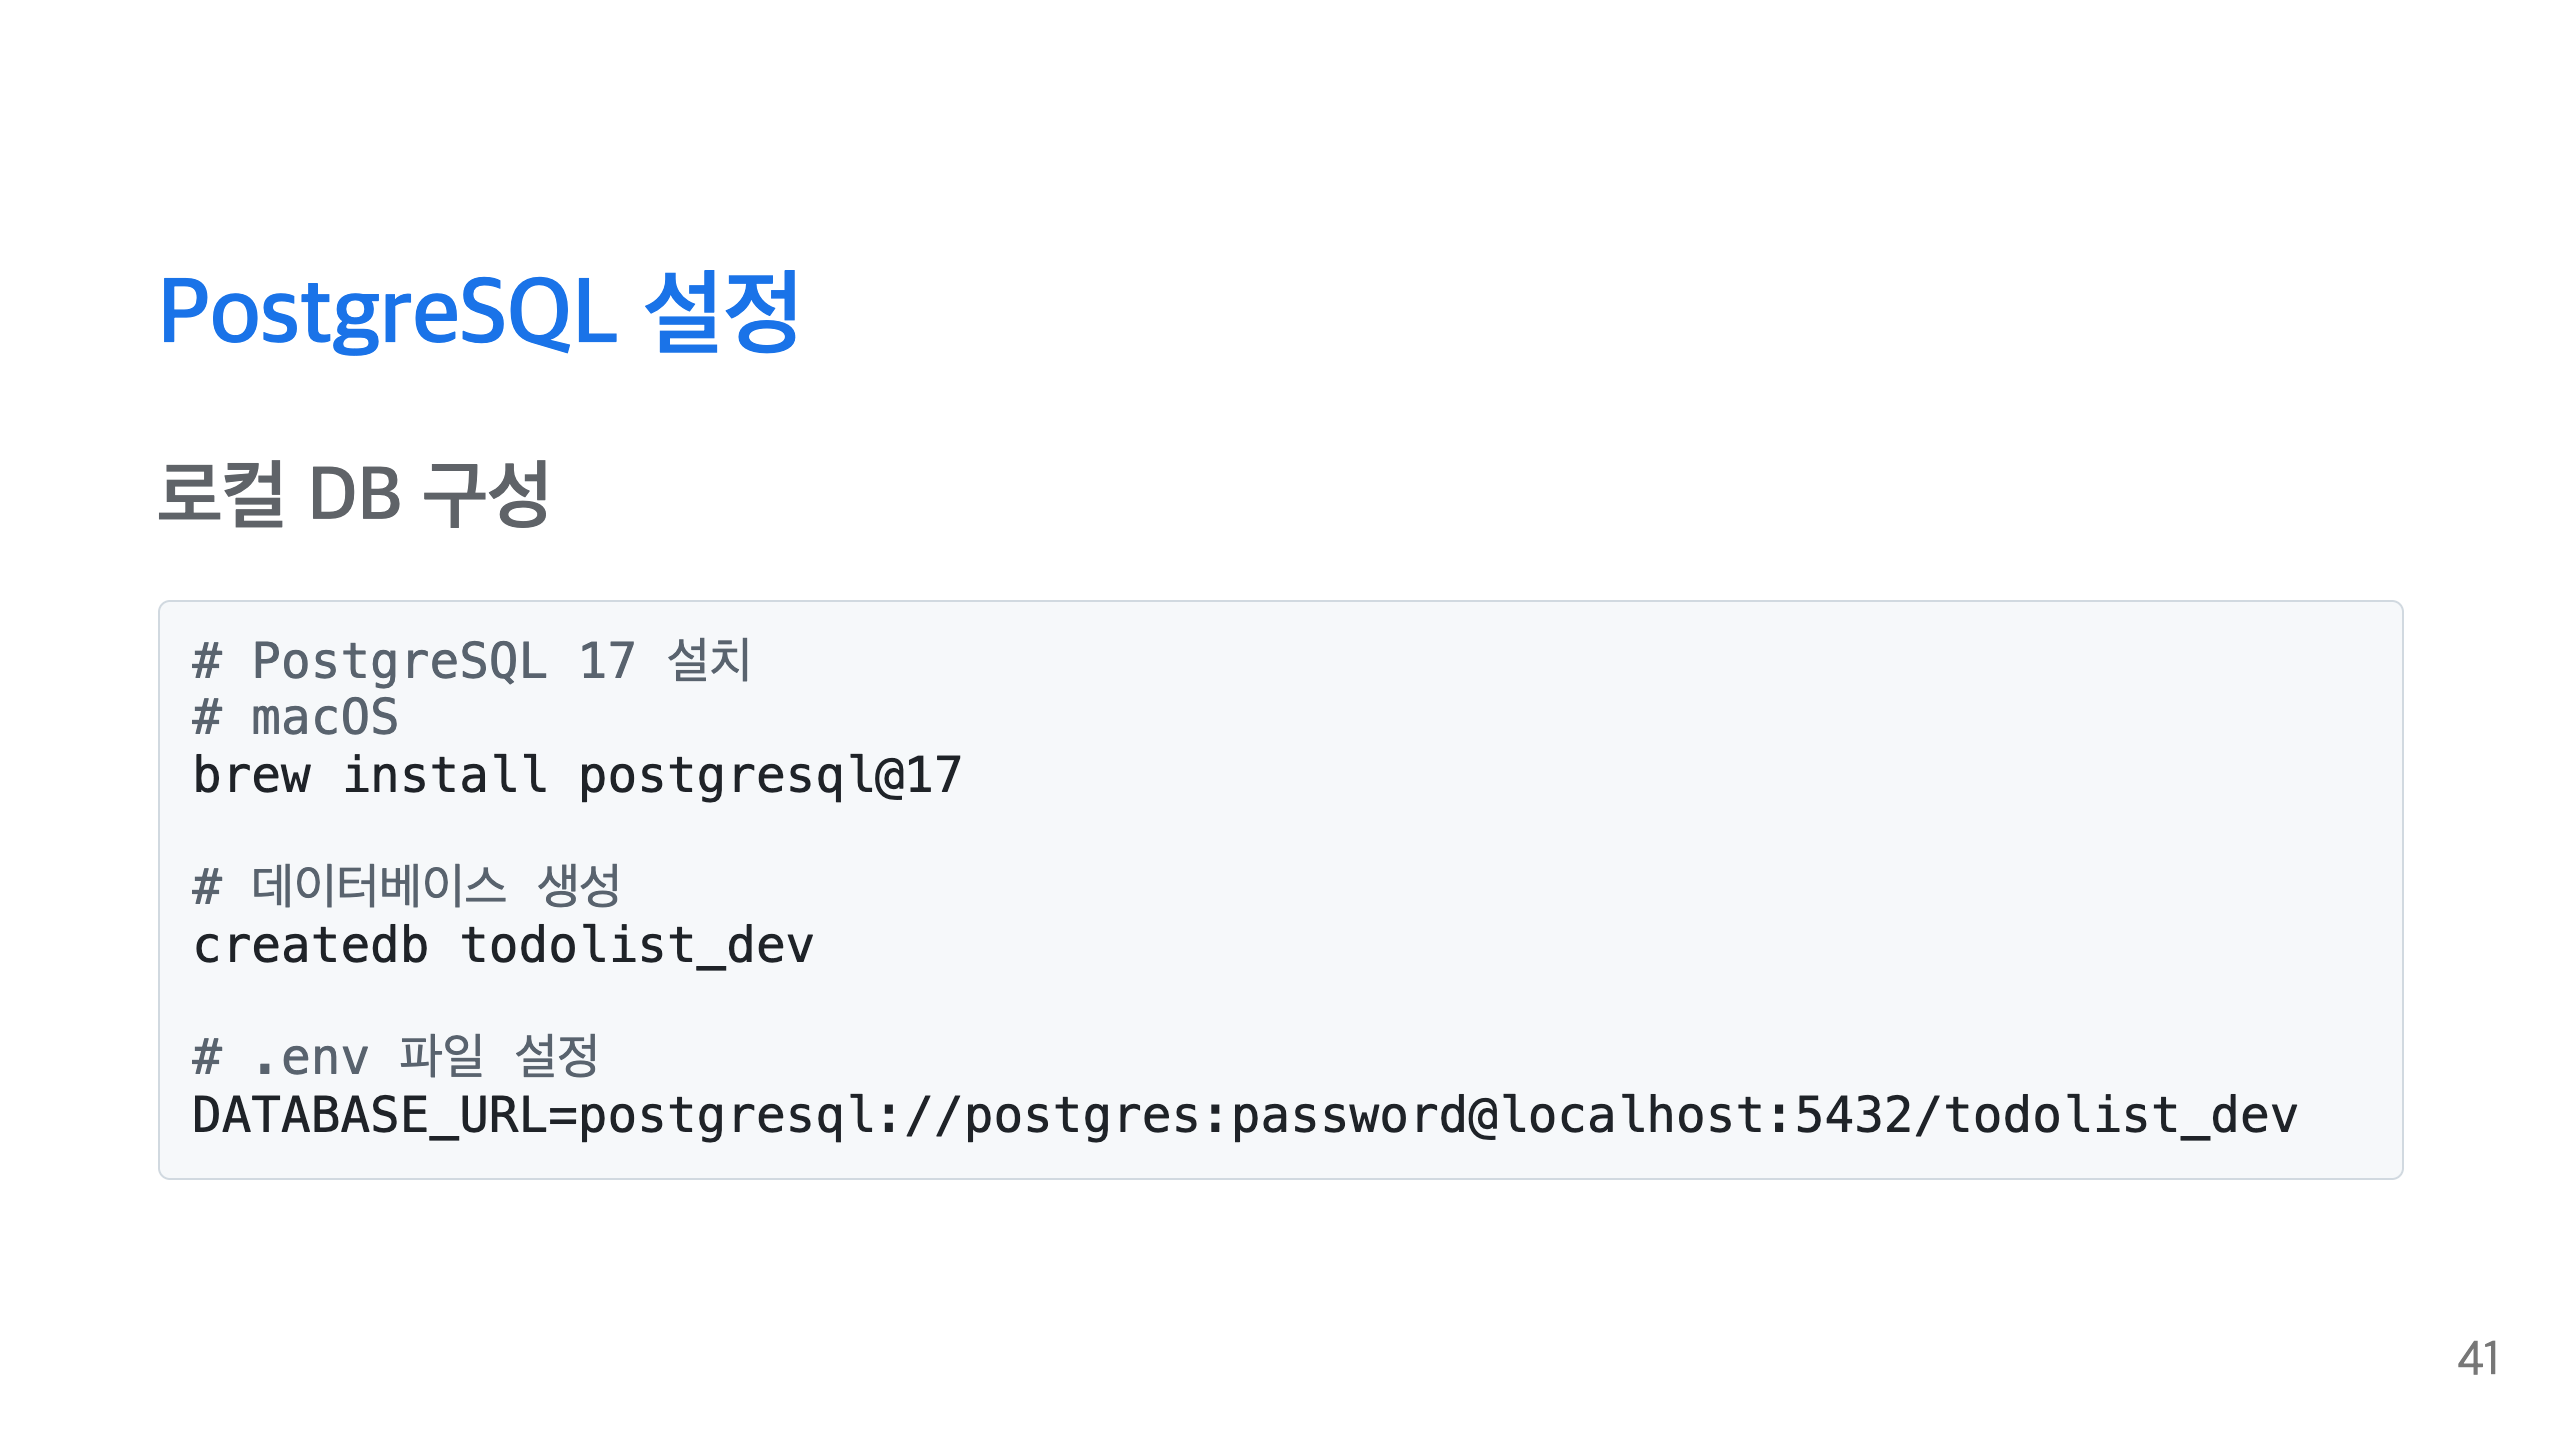 PostgreSQL 설정
로컬 DB 구성
# PostgreSQL 17 설치
# macOS
brew install postgresql@17
# 데이터베이스 생성
createdb todolist_dev
# .env 파일 설정
DATABASE_URL=postgresql://postgres:password@localhost:5432/todolist_dev
41